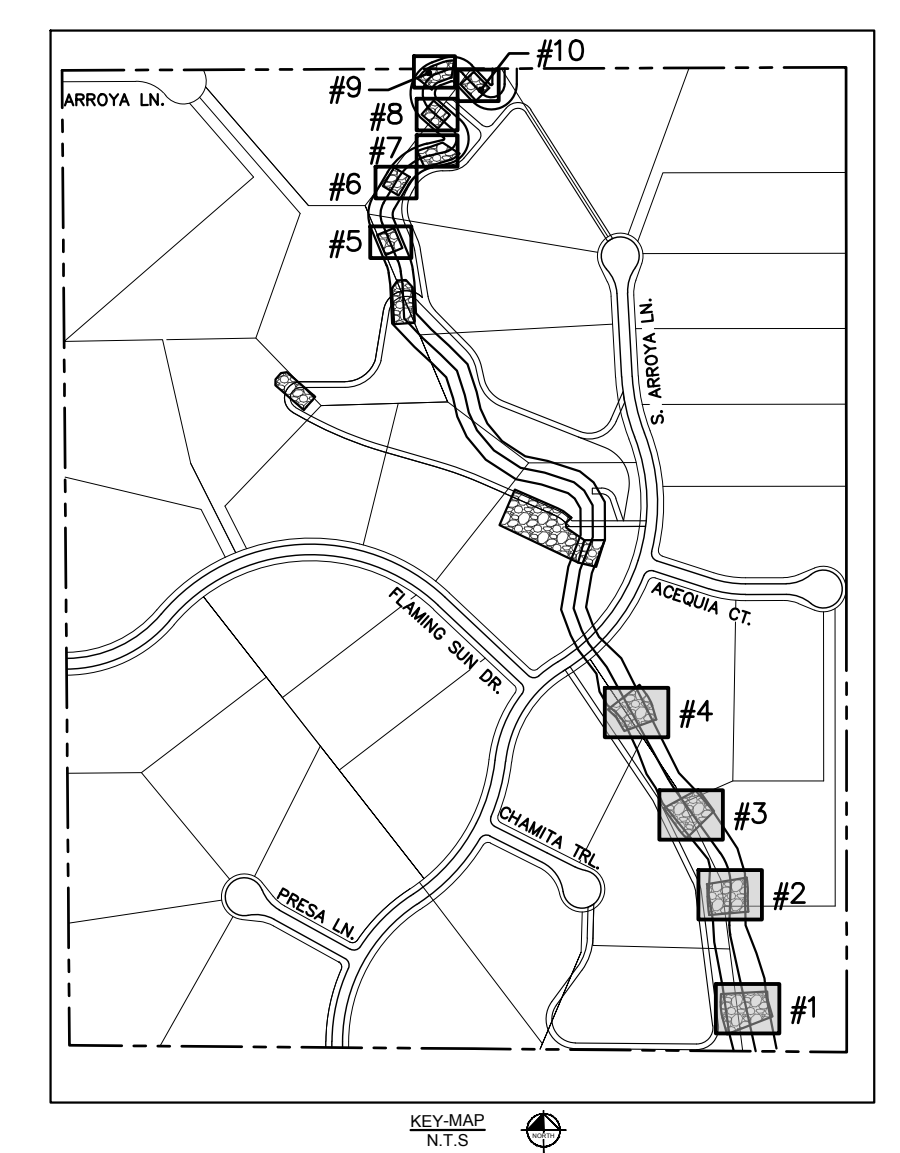 #10
#9
ARROYA LN.
#8
#7
#6
#5
S. ARROYA LN.
ACEQUIA CT.
FLAMING SUN DR.
#4
#3
CHAMITA TRL.
#2
PRESA LN.
#1
KEY-MAP
N.T.S
NORTH